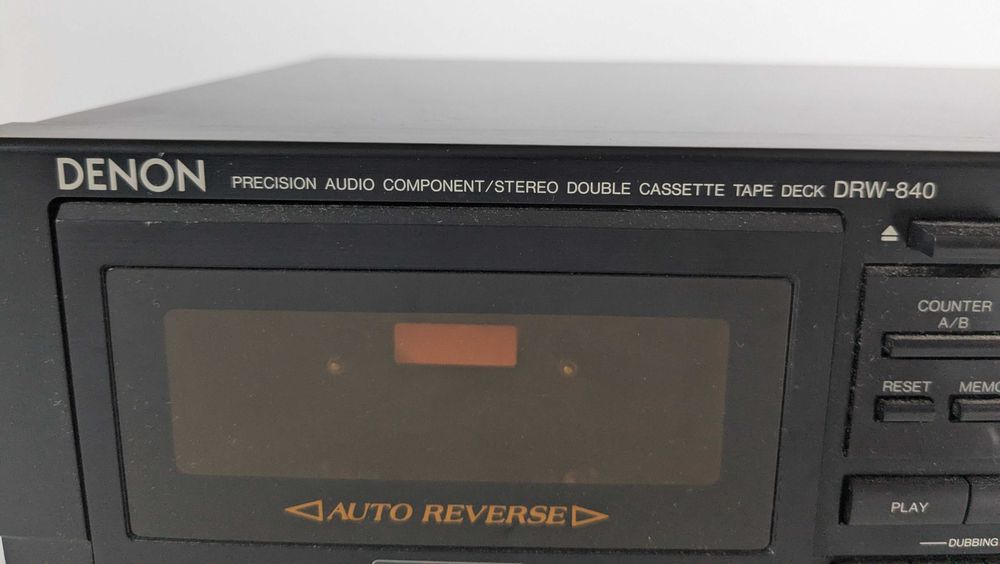 DENON PRECISION AUDIO COMPONENT/STEREO DOUBLE CASSETTE TAPE DECK DRW-840
COUNTER
A/B
RESET
PLAY
DUBBING
◁AUTO REVERSE▷